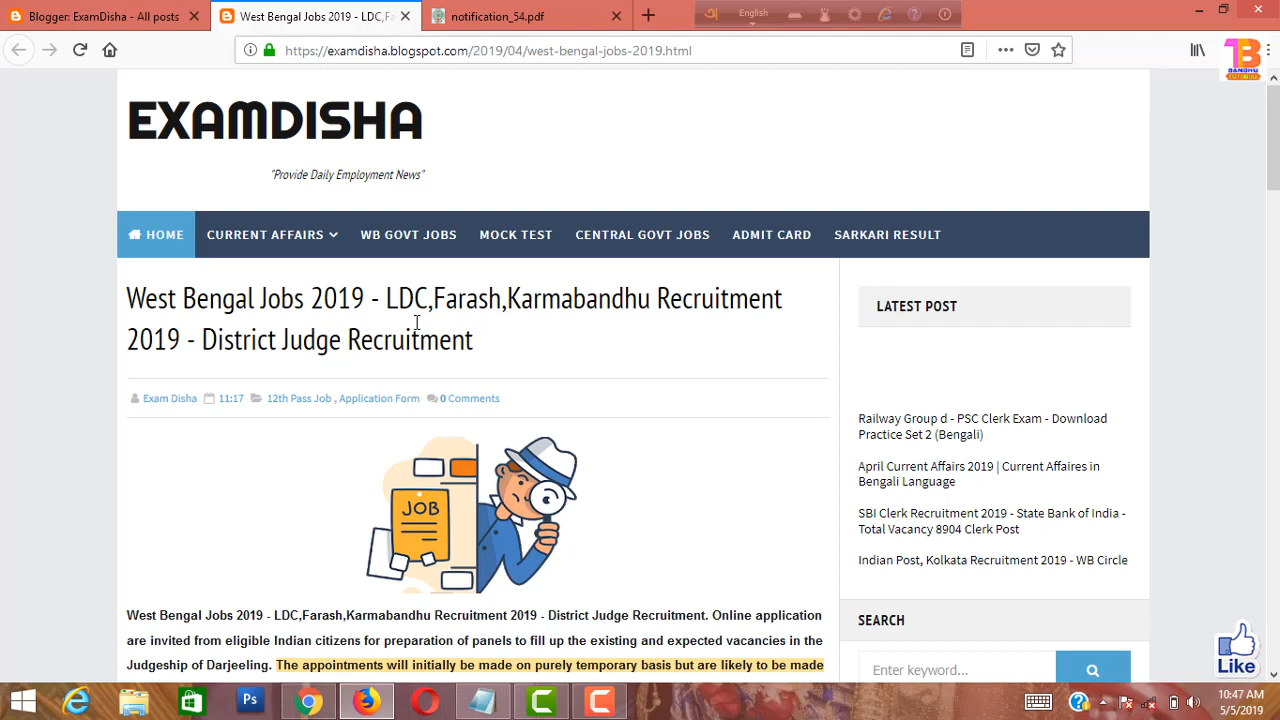 Blogger: ExamDisha - All posts
West Bengal Jobs 2019 - LDC,Fa
notification_54.pdf
English
https://examdisha.blogspot.com/2019/04/west-bengal-jobs-2019.html
TB
BANDHU
TUTORIAL
EXAMDISHA
"Provide Daily Employment News"
HOME
CURRENT AFFAIRS
WB GOVT JOBS
MOCK TEST
CENTRAL GOVT JOBS
ADMIT CARD
SARKARI RESULT
West Bengal Jobs 2019 - LDC,Farash,Karmabandhu Recruitment
2019 - District Judge Recruitment
Exam Disha 11:17 12th Pass Job , Application Form 0 Comments
JOB
West Bengal Jobs 2019 - LDC,Farash,Karmabandhu Recruitment 2019 - District Judge Recruitment. Online application
are invited from eligible Indian citizens for preparation of panels to fill up the existing and expected vacancies in the
Judgeship of Darjeeling. The appointments will initially be made on purely temporary basis but are likely to be made
LATEST POST
Railway Group d - PSC Clerk Exam - Download
Practice Set 2 (Bengali)
April Current Affairs 2019 | Current Affaires in
Bengali Language
SBI Clerk Recruitment 2019 - State Bank of India -
Total Vacancy 8904 Clerk Post
Indian Post, Kolkata Recruitment 2019 - WB Circle
SEARCH
Enter keyword...
Like
Ps
10:47 AM
5/5/2019